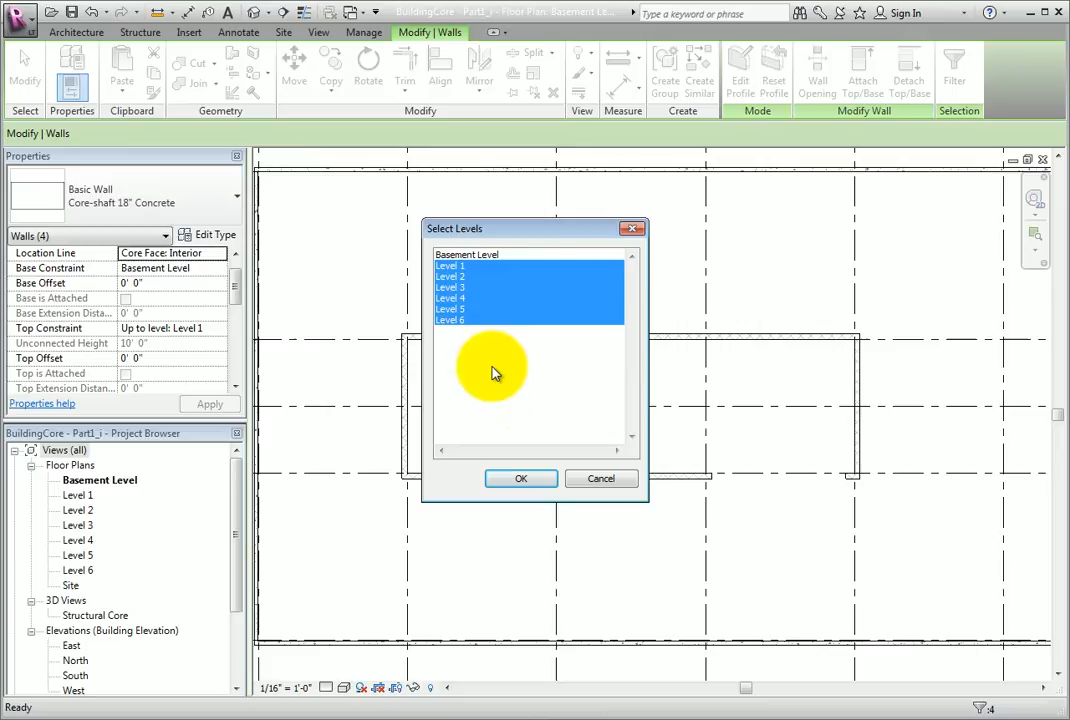 BuildingCore - Part1_i - Floor Plan: Basement Le...
Type a keyword or phrase
Sign In
Architecture
Structure
Insert
Annotate
Site
View
Manage
Modify | Walls
Modify
Paste
Cut
Join
Move
Copy
Rotate
Trim
Align
Mirror
Split
Create Group
Create Similar
Edit Profile
Reset Profile
Wall Opening
Attach Top/Base
Detach Top/Base
Filter
Select
Properties
Clipboard
Geometry
Modify
View
Measure
Create
Mode
Modify Wall
Selection
Modify | Walls
Properties
Basic Wall
Core-shaft 18" Concrete
Walls (4)
Edit Type
Location Line Core Face: Interior
Base Constraint Basement Level
Base Offset 0' 0"
Base is Attached
Base Extension Dista...  0' 0"
Top Constraint Up to level: Level 1
Unconnected Height 10' 0"
Top Offset 0' 0"
Top is Attached
Top Extension Distan... 0' 0"
Properties help
Apply
BuildingCore - Part1_i - Project Browser
Views (all)
Floor Plans
Basement Level
Level 1
Level 2
Level 3
Level 4
Level 5
Level 6
Site
3D Views
Structural Core
Elevations (Building Elevation)
East
North
South
West
Select Levels
Basement Level
Level 1
Level 2
Level 3
Level 4
Level 5
Level 6
OK
Cancel
2D
1/16" = 1'-0"
Ready
:4